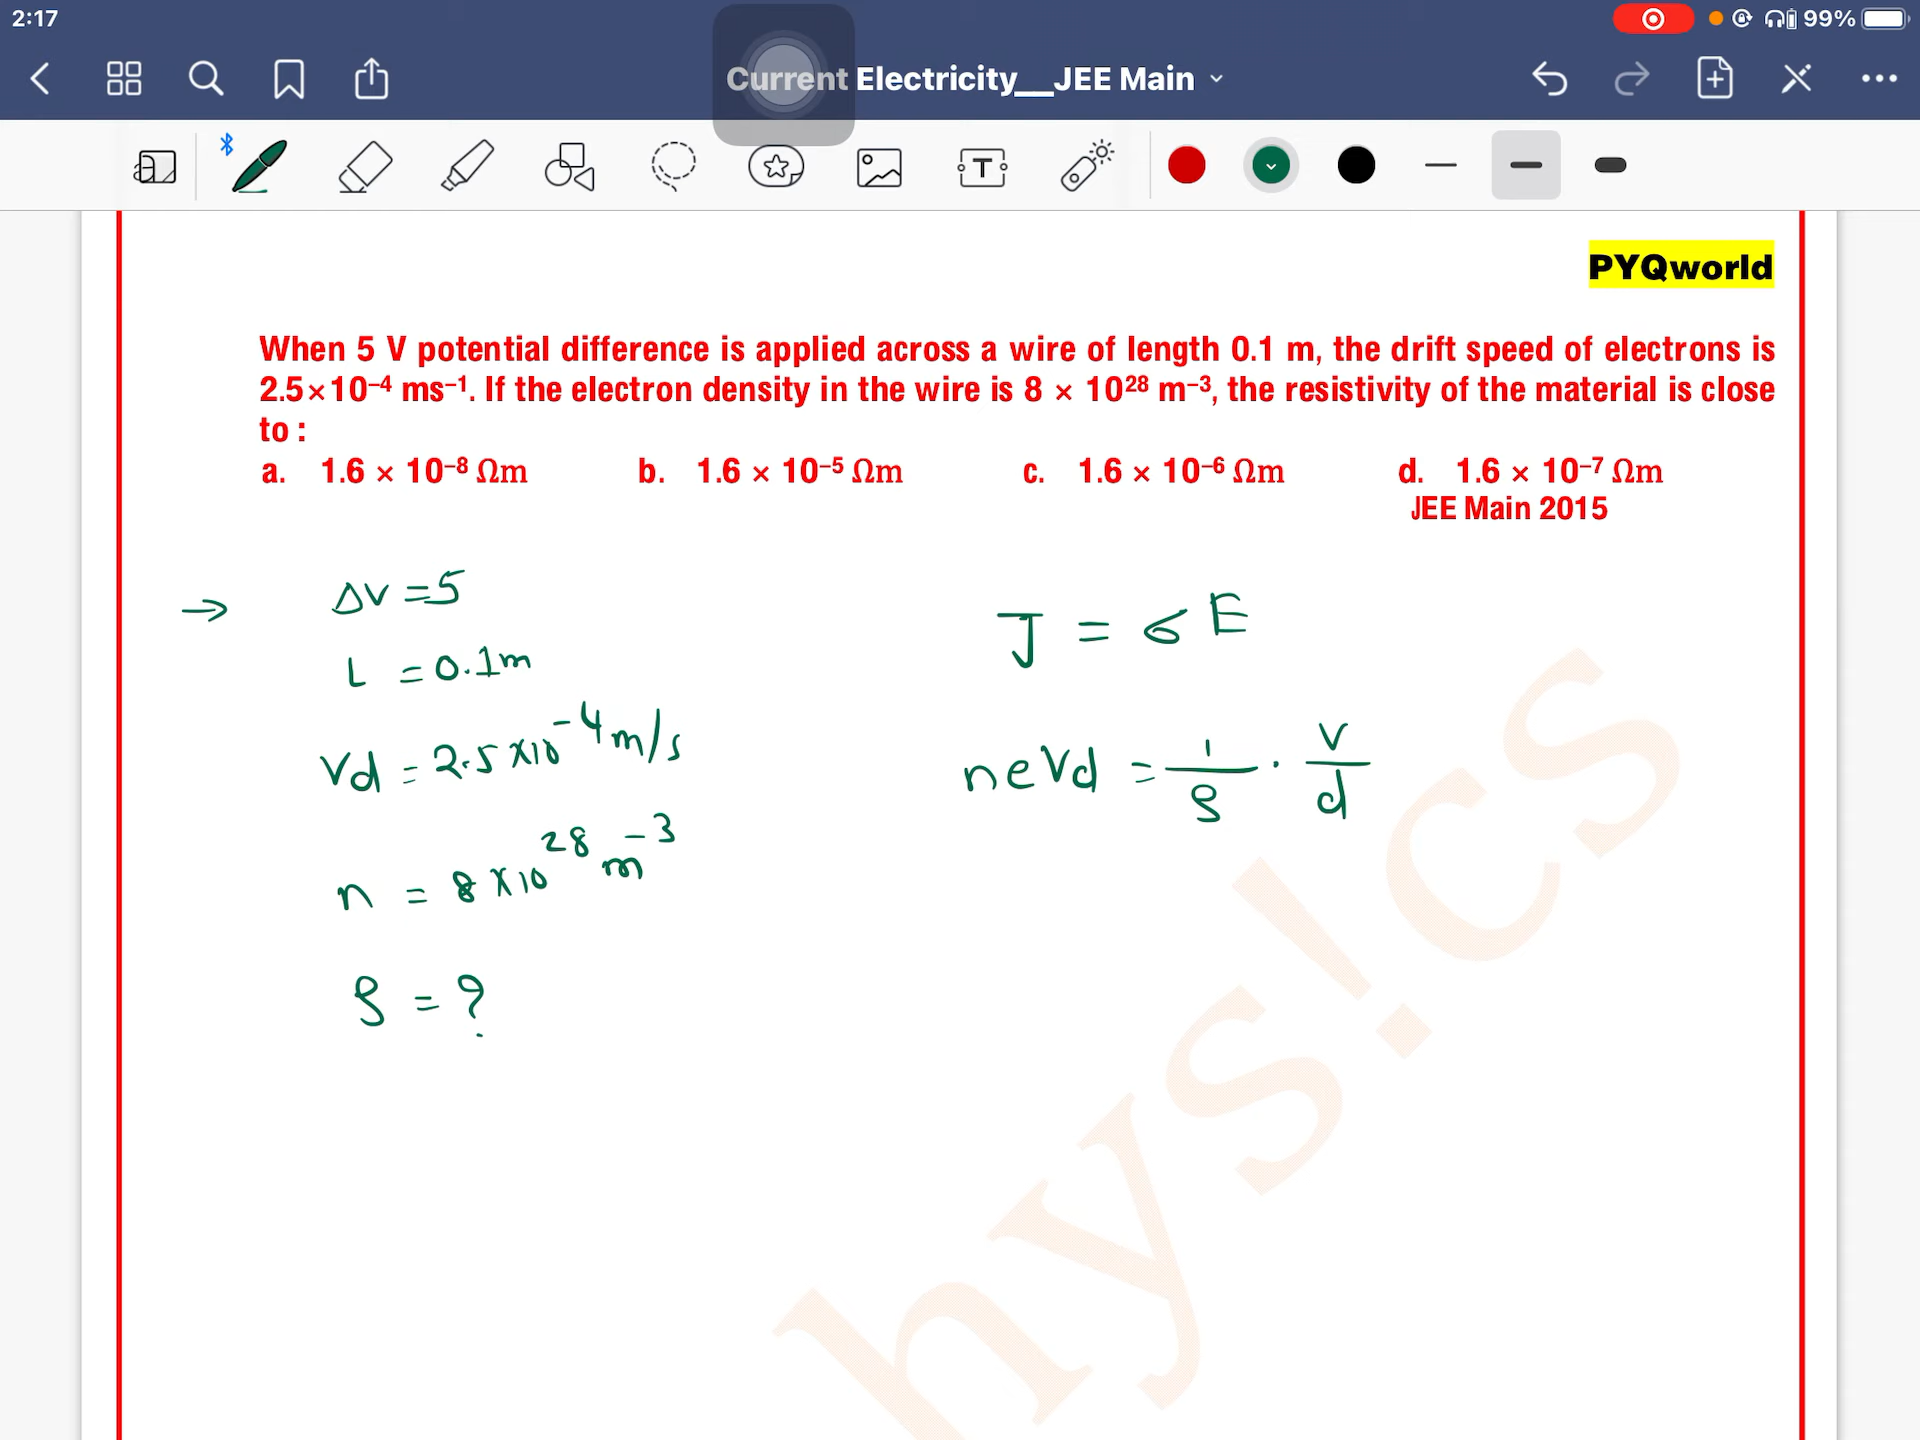 2:17
99%
Current Electricity__JEE Main
PYQworld
When 5 V potential difference is applied across a wire of length 0.1 m, the drift speed of electrons is
2.5×10⁻⁴ ms⁻¹. If the electron density in the wire is 8 × 10²⁸ m⁻³, the resistivity of the material is close
to :
a. 1.6 × 10⁻⁸ Ωm b. 1.6 × 10⁻⁵ Ωm c. 1.6 × 10⁻⁶ Ωm d. 1.6 × 10⁻⁷ Ωm
JEE Main 2015
→ ΔV = 5
L = 0.1m
Vd = 2.5 × 10⁻⁴ m/s
n = 8 × 10²⁸ m⁻³
ρ = ?
J = σ E
neVd = 1/ρ · V/d
hys!cs